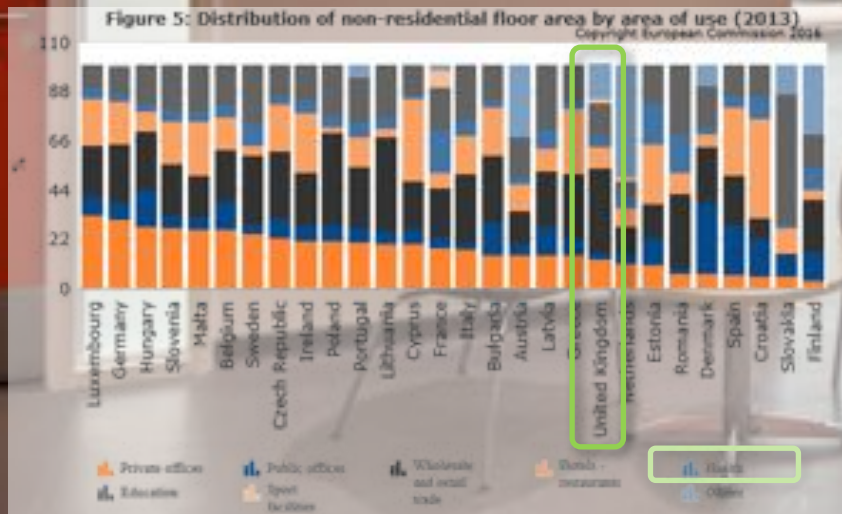 Figure 5: Distribution of non-residential floor area by area of use (2013)
Copyright European Commission 2016
110
88
66
44
22
0
Luxembourg
Germany
Hungary
Slovenia
Malta
Belgium
Sweden
Czech Republic
Ireland
Poland
Portugal
Lithuania
Cyprus
France
Italy
Bulgaria
Austria
Latvia
Greece
United Kingdom
Netherlands
Estonia
Romania
Denmark
Spain
Croatia
Slovakia
Finland
Private offices
Public offices
Wholesale
and retail
trade
Hotels -
restaurants
Health
Education
Sport
facilities
Other